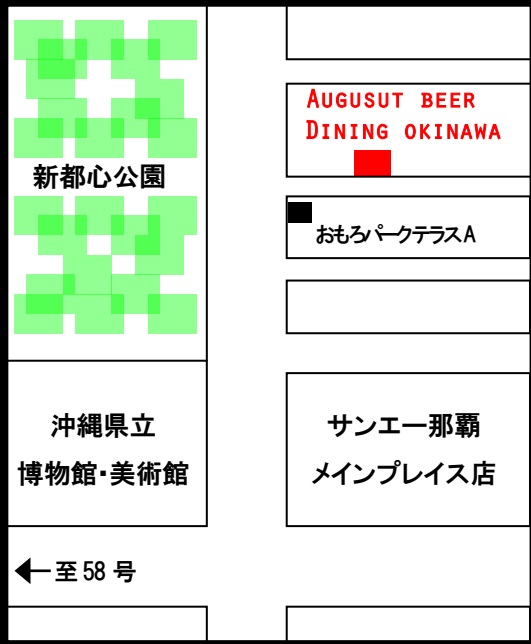 AUGUSUT BEER
DINING OKINAWA
新都心公園
おもろパークテラスA
沖縄県立
博物館・美術館
サンエー那覇
メインプレイス店
←至58号